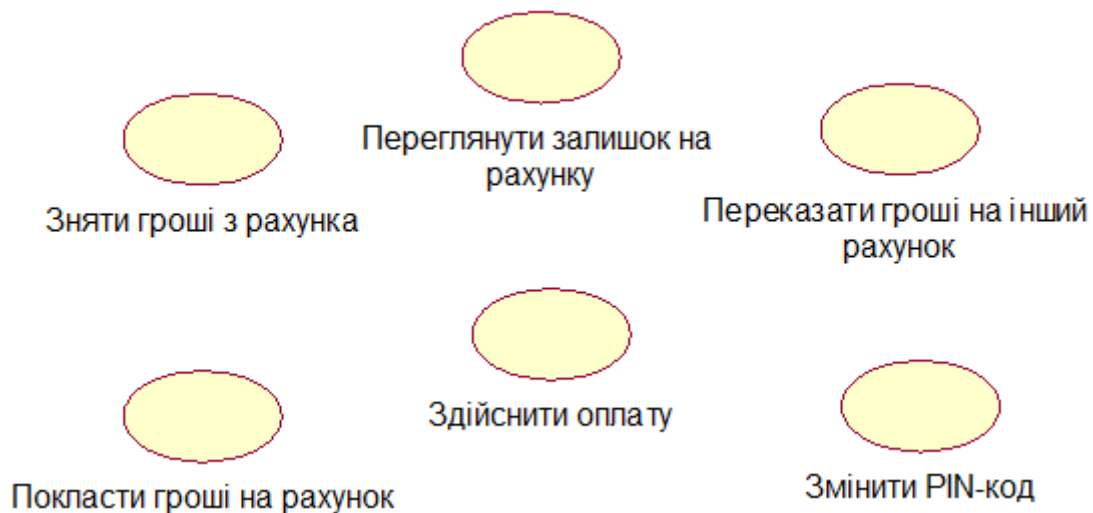 Переглянути залишок на
рахунку
Зняти гроші з рахунка
Переказати гроші на інший
рахунок
Здійснити оплату
Покласти гроші на рахунок
Змінити PIN-код